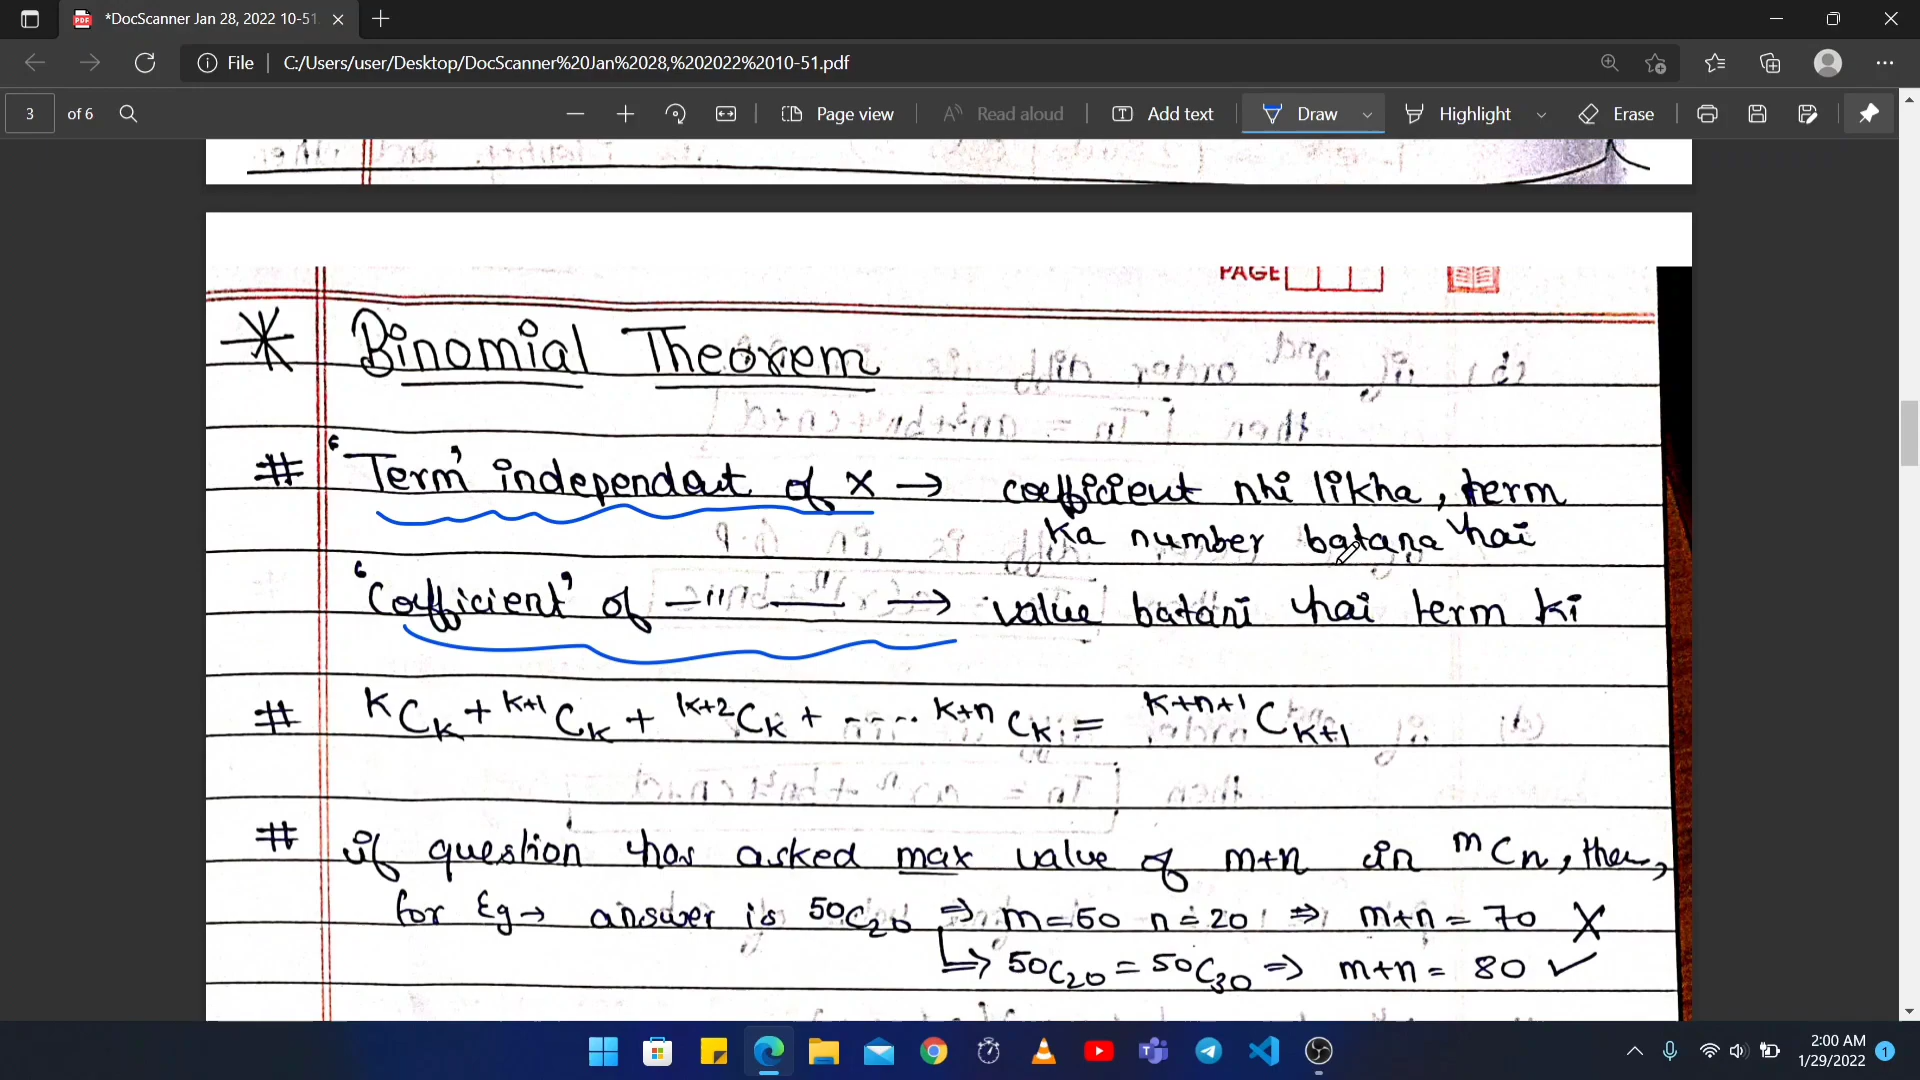 *DocScanner Jan 28, 2022 10-51
File C:/Users/user/Desktop/DocScanner%20Jan%2028,%202022%2010-51.pdf
3 of 6 Page view Read aloud Add text Draw Highlight Erase
PAGE
* Binomial Theorem
# 'Term' independent of x → coefficient nhi likha, term
ka number batana hai
'Coefficient' of —"— → value batani hai term ki
# ᴷCₖ + ᵏ⁺¹Cₖ + ᵏ⁺²Cₖ + ..... ᵏ⁺ⁿCₖ = ᵏ⁺ⁿ⁺¹Cₖ₊₁
# if question has asked max value of m+n in ᵐCn, then,
for Eg → answer is 50C20 ⇒ m=50 n=20 ⇒ m+n = 70 X
↳⇒ 50C20 = 50C30 ⇒ m+n = 80 ✓
2:00 AM
1/29/2022 1